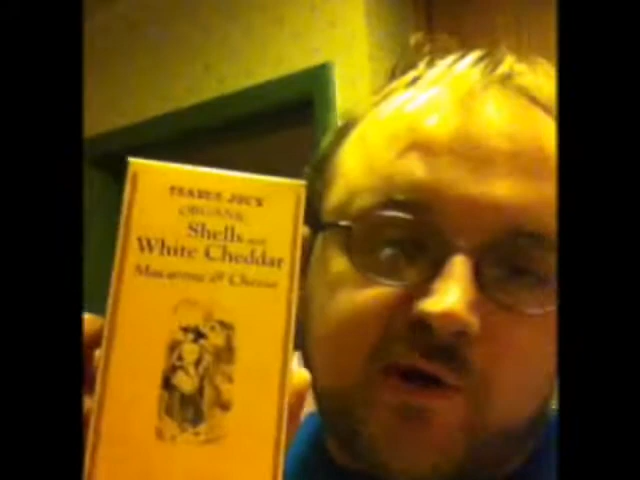 TRADER JOE'S
ORGANIC
Shells and
White Cheddar
Macaroni & Cheese